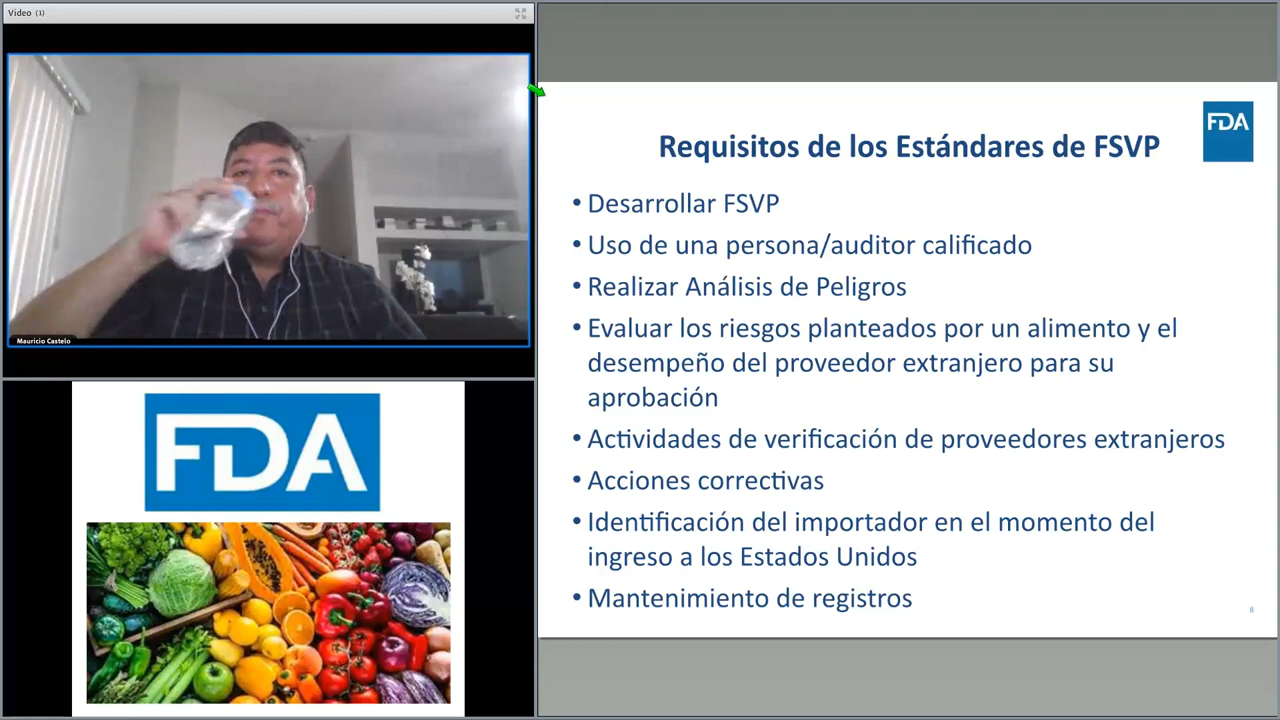 Video (1)
Mauricio Castelo
FDA
FDA
Requisitos de los Estándares de FSVP
• Desarrollar FSVP
• Uso de una persona/auditor calificado
• Realizar Análisis de Peligros
• Evaluar los riesgos planteados por un alimento y el
desempeño del proveedor extranjero para su
aprobación
• Actividades de verificación de proveedores extranjeros
• Acciones correctivas
• Identificación del importador en el momento del
ingreso a los Estados Unidos
• Mantenimiento de registros
8